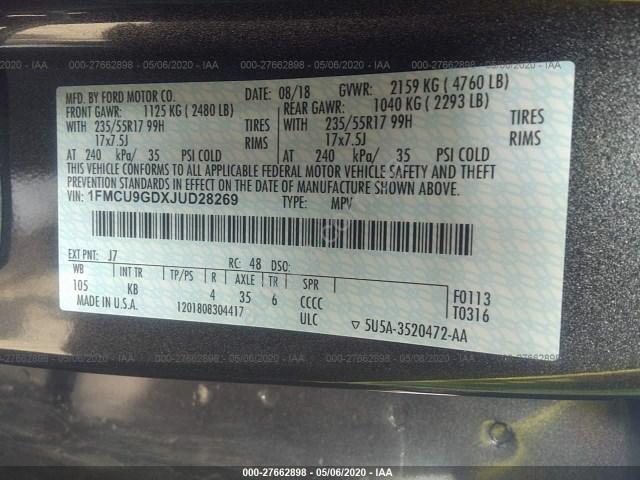 000-27662898 - 05/06/2020 - IAA 000-27662898 - 05/06/2020 - IAA 000-27662898 - 05/06/2020 - IAA
MFD. BY FORD MOTOR CO. DATE: 08/18 GVWR: 2159 KG ( 4760 LB)
FRONT GAWR: 1125 KG ( 2480 LB) REAR GAWR: 1040 KG ( 2293 LB)
WITH 235/55R17 99H TIRES WITH 235/55R17 99H TIRES
17x7.5J RIMS 17x7.5J RIMS
AT 240 kPa/ 35 PSI COLD AT 240 kPa/ 35 PSI COLD
THIS VEHICLE CONFORMS TO ALL APPLICABLE FEDERAL MOTOR VEHICLE SAFETY AND THEFT
PREVENTION STANDARDS IN EFFECT ON THE DATE OF MANUFACTURE SHOWN ABOVE.
VIN: 1FMCU9GDXJUD28269 TYPE: MPV
EXT PNT: J7 RC: 48 DSO:
WB INT TR TP/PS R AXLE TR SPR
105 KB 4 35 6 CCCC F0113
MADE IN U.S.A. 1201808304417 ULC T0316
▽ 5U5A-3520472-AA
000-27662898 - 05/06/2020 - IAA